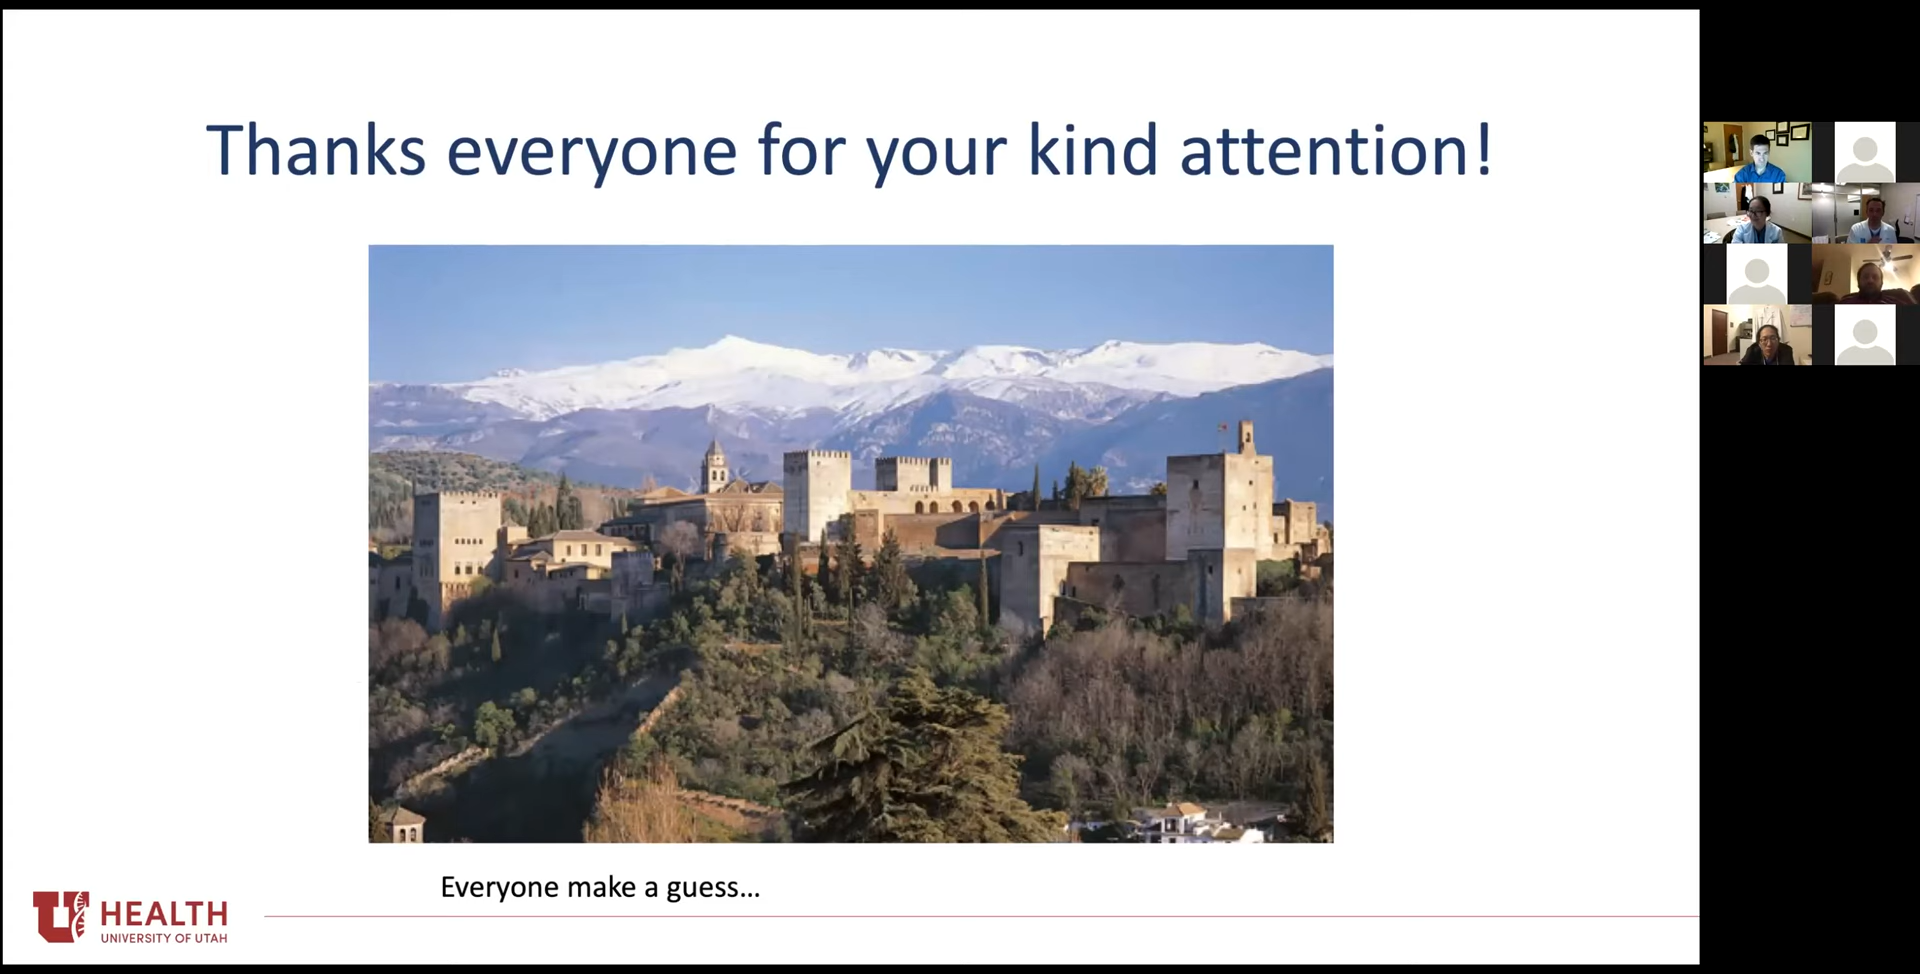 Thanks everyone for your kind attention!
Everyone make a guess...
U HEALTH
UNIVERSITY OF UTAH